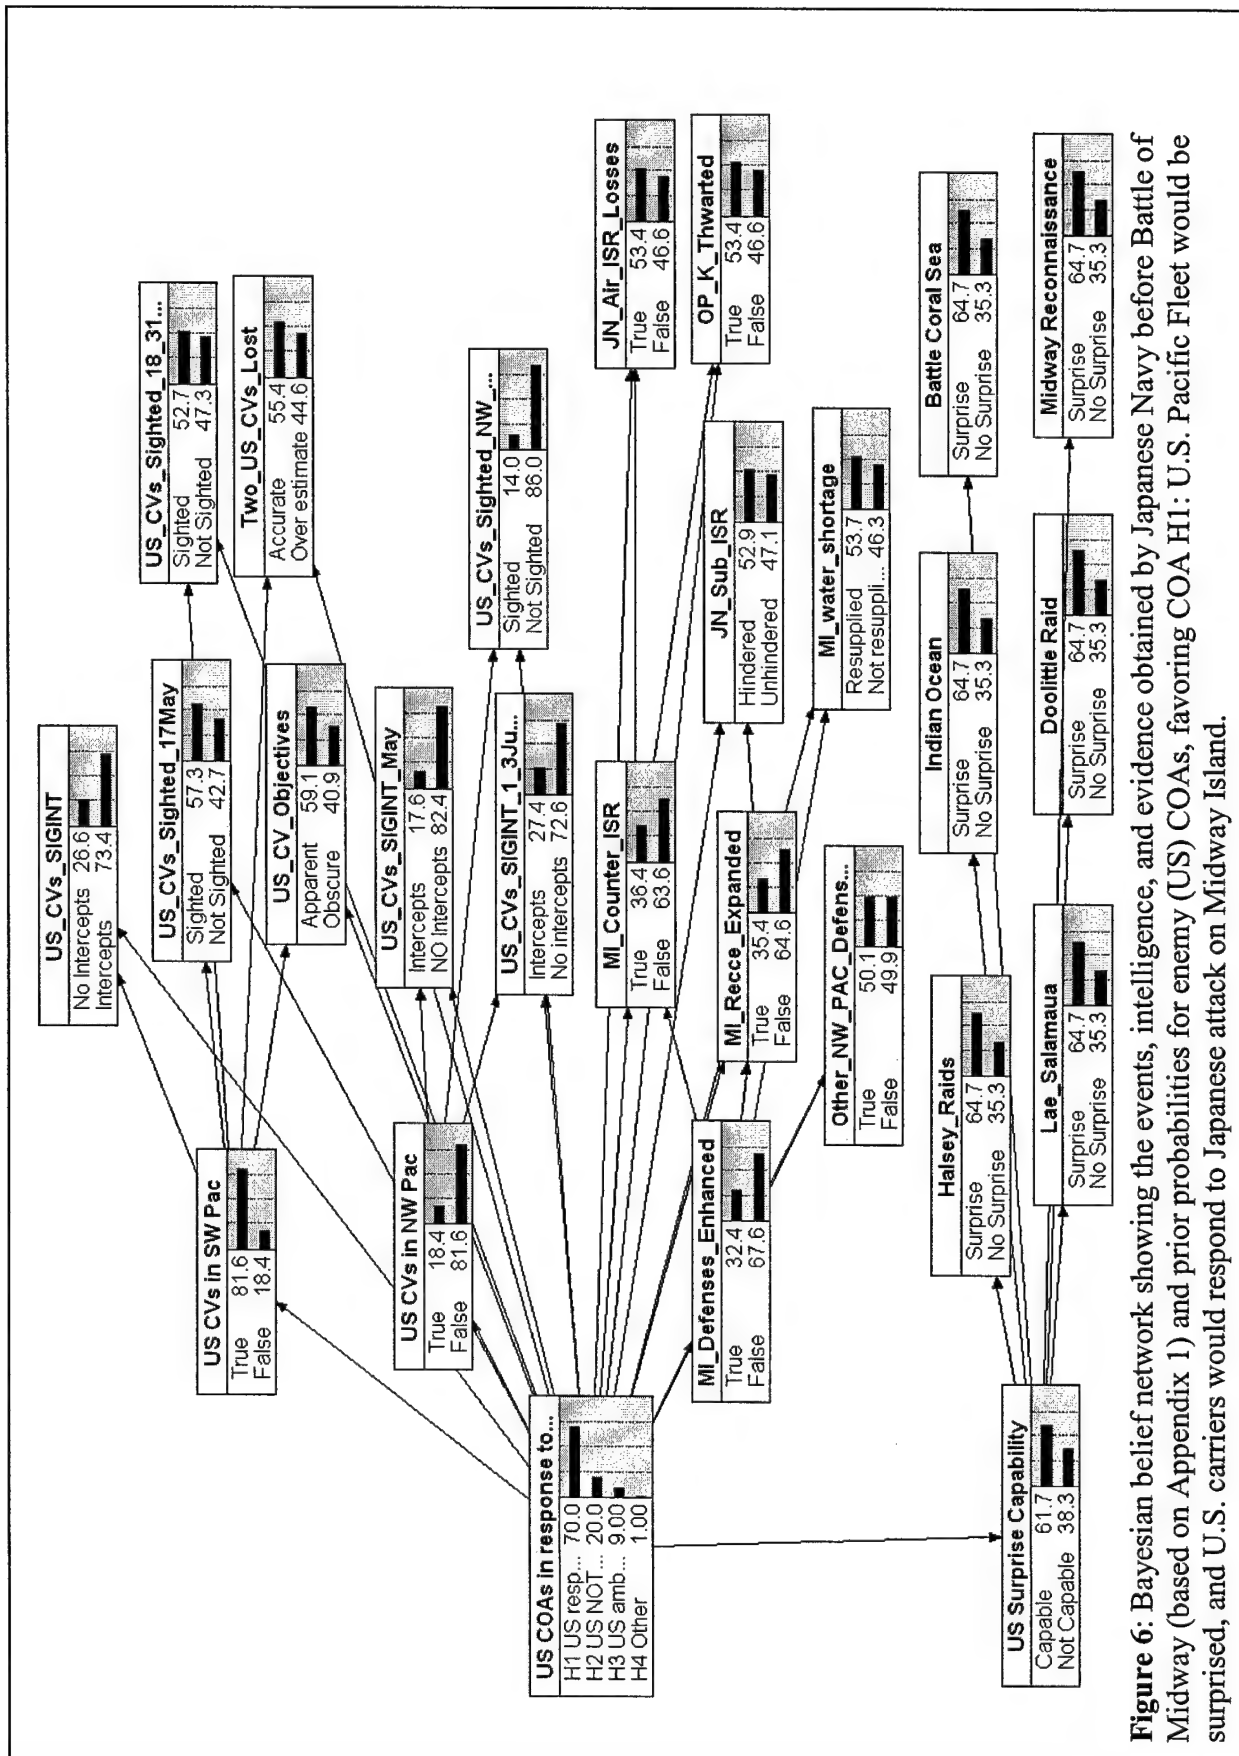 US_CVs_SIGINT
No Intercepts 26.6
Intercepts 73.4
US_CVs_Sighted_17May
Sighted 57.3
Not Sighted 42.7
US_CVs_Sighted_18_31...
Sighted 52.7
Not Sighted 47.3
US CVs in SW Pac
True 81.6
False 18.4
US_CV_Objectives
Apparent 59.1
Obscure 40.9
Two_US_CVs_Lost
Accurate 55.4
Over estimate 44.6
US CVs in NW Pac
True 18.4
False 81.6
US_CVs_SIGINT_May
Intercepts 17.6
NO Intercepts 82.4
US_CVs_Sighted_NW_...
Sighted 14.0
Not Sighted 86.0
US_CVs_SIGINT_1_3Ju...
Intercepts 27.4
No intercepts 72.6
US COAs in response to...
H1 US resp... 70.0
H2 US NOT... 20.0
H3 US amb... 9.00
H4 Other 1.00
MI_Counter_ISR
True 36.4
False 63.6
JN_Air_ISR_Losses
True 53.4
False 46.6
MI_Defenses_Enhanced
True 32.4
False 67.6
MI_Recce_Expanded
True 35.4
False 64.6
JN_Sub_ISR
Hindered 52.9
Unhindered 47.1
OP_K_Thwarted
True 53.4
False 46.6
Other_NW_PAC_Defens...
True 50.1
False 49.9
MI_water_shortage
Resupplied 53.7
Not resuppli... 46.3
Halsey_Raids
Surprise 64.7
No Surprise 35.3
Indian Ocean
Surprise 64.7
No Surprise 35.3
Battle Coral Sea
Surprise 64.7
No Surprise 35.3
US Surprise Capability
Capable 61.7
Not Capable 38.3
Lae_Salamaua
Surprise 64.7
No Surprise 35.3
Doolittle Raid
Surprise 64.7
No Surprise 35.3
Midway Reconnaissance
Surprise 64.7
No Surprise 35.3
Figure 6: Bayesian belief network showing the events, intelligence, and evidence obtained by Japanese Navy before Battle of
Midway (based on Appendix 1) and prior probabilities for enemy (US) COAs, favoring COA H1: U.S. Pacific Fleet would be
surprised, and U.S. carriers would respond to Japanese attack on Midway Island.